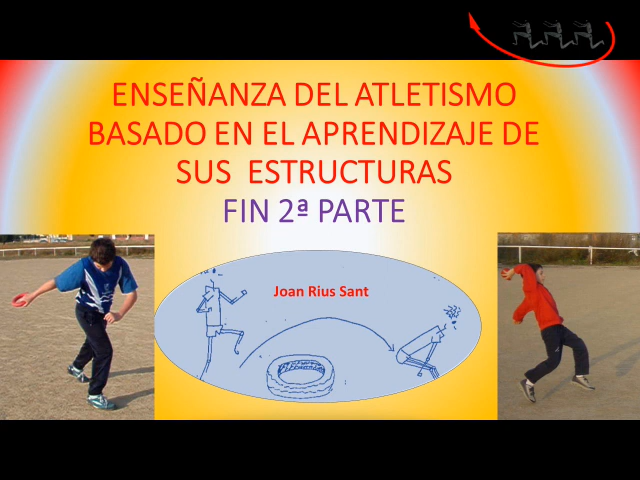 ENSEÑANZA DEL ATLETISMO
BASADO EN EL APRENDIZAJE DE
SUS ESTRUCTURAS
FIN 2ª PARTE
Joan Rius Sant